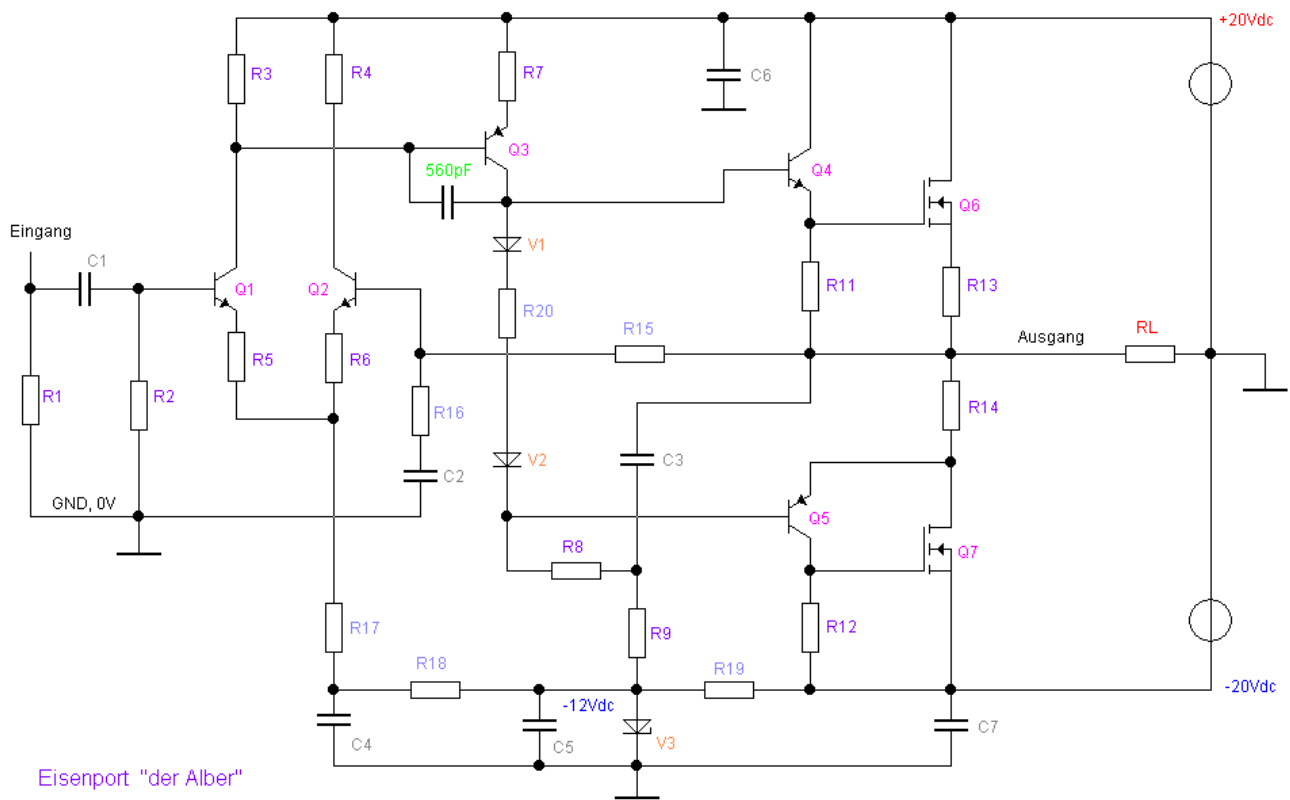 +20Vdc
R3
R4
R7
C6
Q3
560pF
Q4
Q6
Eingang
C1
V1
Q1
Q2
R11
R13
R20
R15
Ausgang
RL
R5
R6
R1
R2
R14
R16
V2
C3
C2
GND, 0V
Q5
R8
Q7
R17
R9
R12
R18
R19
-20Vdc
-12Vdc
C4
C5
V3
C7
Eisenport "der Alber"